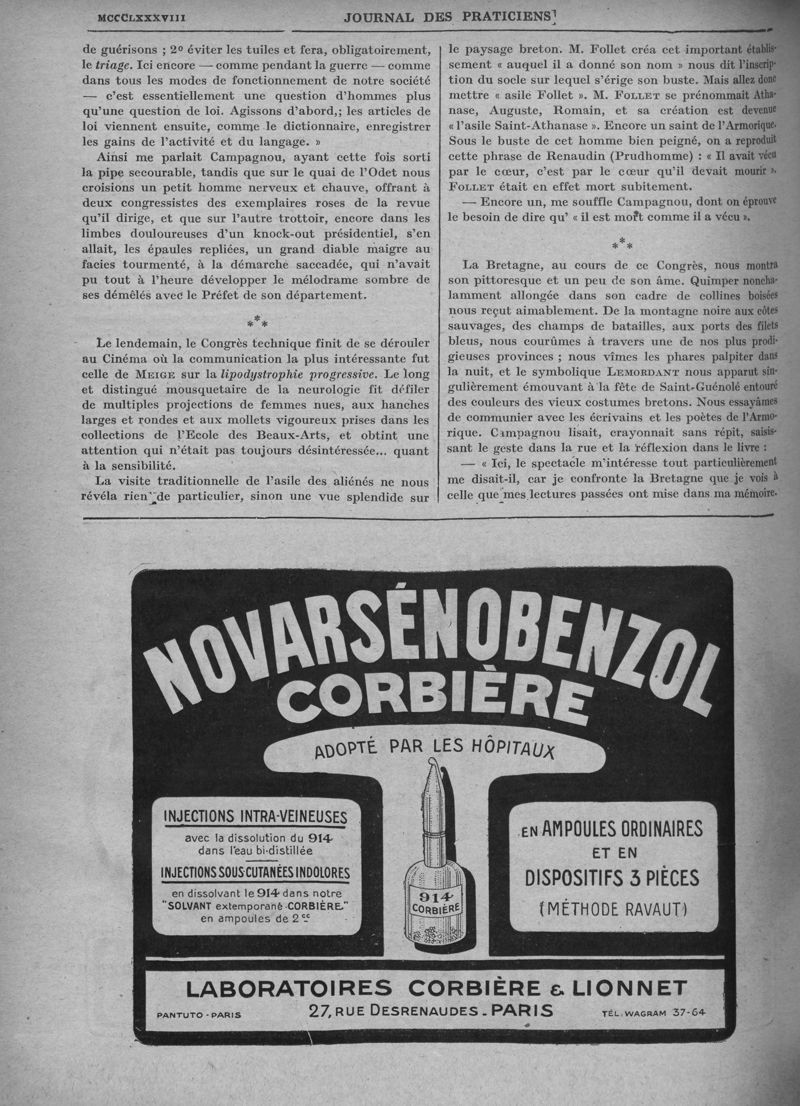 MCCCLXXXVIII
JOURNAL DES PRATICIENS
de guérisons ; 2º éviter les tuiles et fera, obligatoirement,
le triage. Ici encore — comme pendant la guerre — comme
dans tous les modes de fonctionnement de notre société
— c'est essentiellement une question d'hommes plus
qu'une question de loi. Agissons d'abord,; les articles de
loi viennent ensuite, comme le dictionnaire, enregistrer
les gains de l'activité et du langage. »
Ainsi me parlait Campagnou, ayant cette fois sorti
la pipe secourable, tandis que sur le quai de l'Odet nous
croisions un petit homme nerveux et chauve, offrant à
deux congressistes des exemplaires roses de la revue
qu'il dirige, et que sur l'autre trottoir, encore dans les
limbes douloureuses d'un knock-out présidentiel, s'en
allait, les épaules repliées, un grand diable maigre au
facies tourmenté, à la démarche saccadée, qui n'avait
pu tout à l'heure développer le mélodrame sombre de
ses démêlés avec le Préfet de son département.
***
Le lendemain, le Congrès technique finit de se dérouler
au Cinéma où la communication la plus intéressante fut
celle de MEIGE sur la lipodystrophie progressive. Le long
et distingué mousquetaire de la neurologie fit défiler
de multiples projections de femmes nues, aux hanches
larges et rondes et aux mollets vigoureux prises dans les
collections de l'Ecole des Beaux-Arts, et obtint une
attention qui n'était pas toujours désintéressée... quant
à la sensibilité.
La visite traditionnelle de l'asile des aliénés ne nous
révéla rien de particulier, sinon une vue splendide sur
le paysage breton. M. Follet créa cet important établis-
sement « auquel il a donné son nom » nous dit l'inscrip-
tion du socle sur lequel s'érige son buste. Mais allez donc
mettre « asile Follet ». M. FOLLET se prénommait Atha-
nase, Auguste, Romain, et sa création est devenue
« l'asile Saint-Athanase ». Encore un saint de l'Armorique.
Sous le buste de cet homme bien peigné, on a reproduit
cette phrase de Renaudin (Prudhomme) : « Il avait vécu
par le cœur, c'est par le cœur qu'il devait mourir ».
FOLLET était en effet mort subitement.
— Encore un, me souffle Campagnou, dont on éprouve
le besoin de dire qu' « il est mort comme il a vécu ».
***
La Bretagne, au cours de ce Congrès, nous montra
son pittoresque et un peu de son âme. Quimper noncha-
lamment allongée dans son cadre de collines boisées
nous reçut aimablement. De la montagne noire aux côtes
sauvages, des champs de batailles, aux ports des filets
bleus, nous courûmes à travers une de nos plus prodi-
gieuses provinces ; nous vîmes les phares palpiter dans
la nuit, et le symbolique LEMORDANT nous apparut sin-
gulièrement émouvant à la fête de Saint-Guénolé entouré
des couleurs des vieux costumes bretons. Nous essayâmes
de communier avec les écrivains et les poètes de l'Armo-
rique. Campagnou lisait, crayonnait sans répit, saisis-
sant le geste dans la rue et la réflexion dans le livre :
— « Ici, le spectacle m'intéresse tout particulièrement
me disait-il, car je confronte la Bretagne que je vois à
celle que mes lectures passées ont mise dans ma mémoire.
NOVARSÉNOBENZOL
CORBIÈRE
ADOPTÉ PAR LES HÔPITAUX
INJECTIONS INTRA-VEINEUSES
avec la dissolution du 914
dans l'eau bi-distillée
INJECTIONS SOUS-CUTANÉES INDOLORES
en dissolvant le 914 dans notre
"SOLVANT extemporané CORBIÈRE"
en ampoules de 2cc
914
CORBIÈRE
EN AMPOULES ORDINAIRES
ET EN
DISPOSITIFS 3 PIÈCES
(MÉTHODE RAVAUT)
LABORATOIRES CORBIÈRE & LIONNET
PANTUTO - PARIS
27, RUE DESRENAUDES - PARIS
TÉL. WAGRAM 37-64